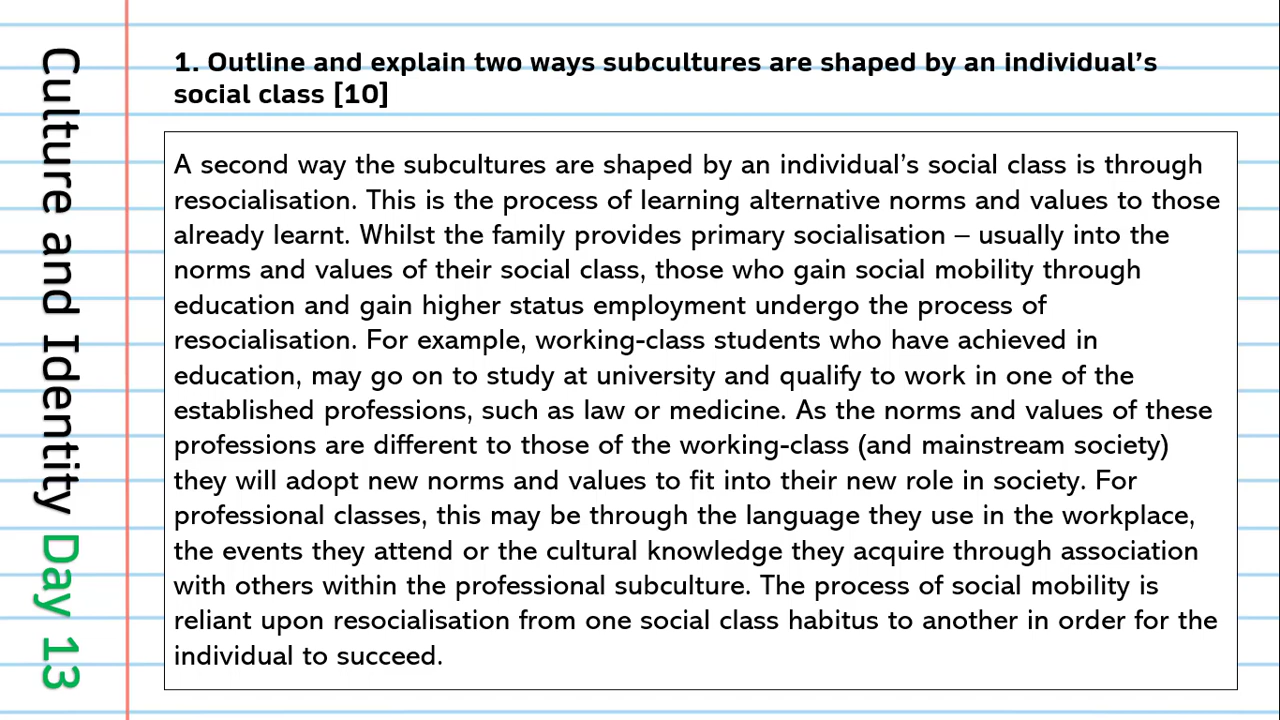 Culture and Identity Day 13
1. Outline and explain two ways subcultures are shaped by an individual’s
social class [10]
A second way the subcultures are shaped by an individual’s social class is through
resocialisation. This is the process of learning alternative norms and values to those
already learnt. Whilst the family provides primary socialisation – usually into the
norms and values of their social class, those who gain social mobility through
education and gain higher status employment undergo the process of
resocialisation. For example, working-class students who have achieved in
education, may go on to study at university and qualify to work in one of the
established professions, such as law or medicine. As the norms and values of these
professions are different to those of the working-class (and mainstream society)
they will adopt new norms and values to fit into their new role in society. For
professional classes, this may be through the language they use in the workplace,
the events they attend or the cultural knowledge they acquire through association
with others within the professional subculture. The process of social mobility is
reliant upon resocialisation from one social class habitus to another in order for the
individual to succeed.